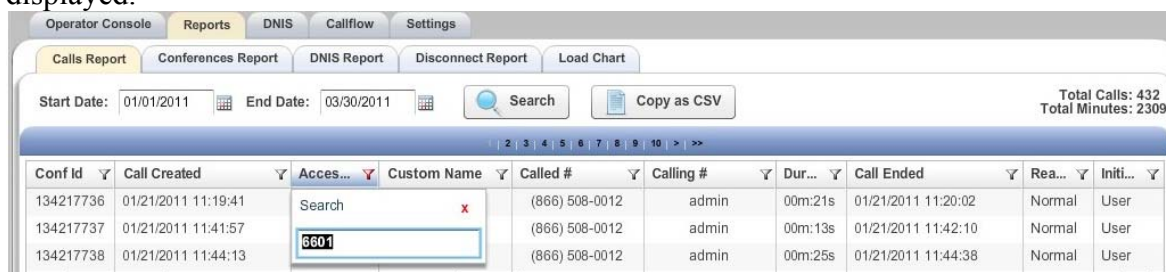 displayed.
Operator Console Reports DNIS Callflow Settings
Calls Report Conferences Report DNIS Report Disconnect Report Load Chart
Start Date: 01/01/2011 End Date: 03/30/2011 Search Copy as CSV Total Calls: 432
Total Minutes: 2309
1 | 2 | 3 | 4 | 5 | 6 | 7 | 8 | 9 | 10 | > | >>
Conf Id Call Created Acces... Custom Name Called # Calling # Dur... Call Ended Rea... Initi...
134217736 01/21/2011 11:19:41 Search x (866) 508-0012 admin 00m:21s 01/21/2011 11:20:02 Normal User
134217737 01/21/2011 11:41:57 6601 (866) 508-0012 admin 00m:13s 01/21/2011 11:42:10 Normal User
134217738 01/21/2011 11:44:13 (866) 508-0012 admin 00m:25s 01/21/2011 11:44:38 Normal User